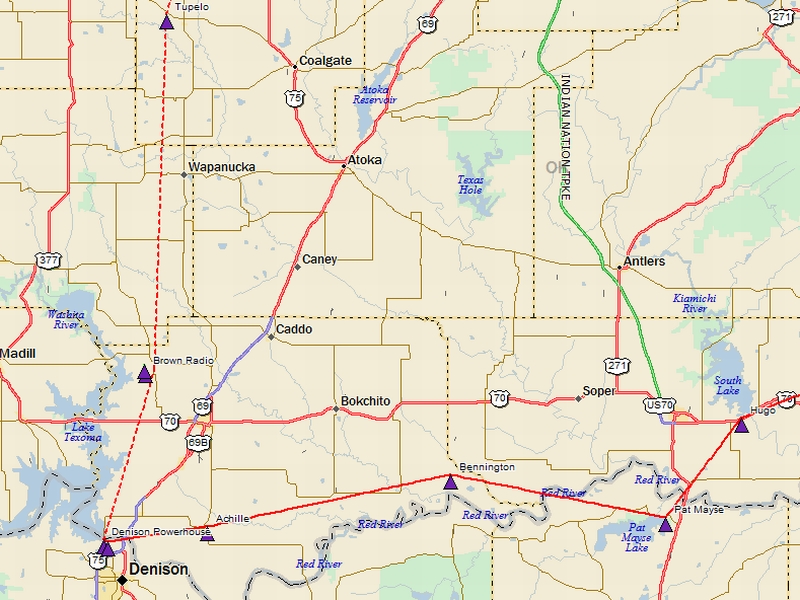 Tupelo
271
69
Coalgate
75
Atoka
Reservoir
INDIAN NATION TPKE
Atoka
Wapanucka
Texas
Hole
377
Caney
Antlers
Kiamichi
River
Washita
River
Caddo
Madill
Brown Radio
271
South
Lake
Soper
70
70
Bokchito
69
US70
Hugo
70
Lake
Texoma
69B
Bennington
Red River
Red River
Pat Mayse
Achille
Red River
Red River
Denison Powerhouse
Pat
Mayse
Lake
75
Red River
Denison